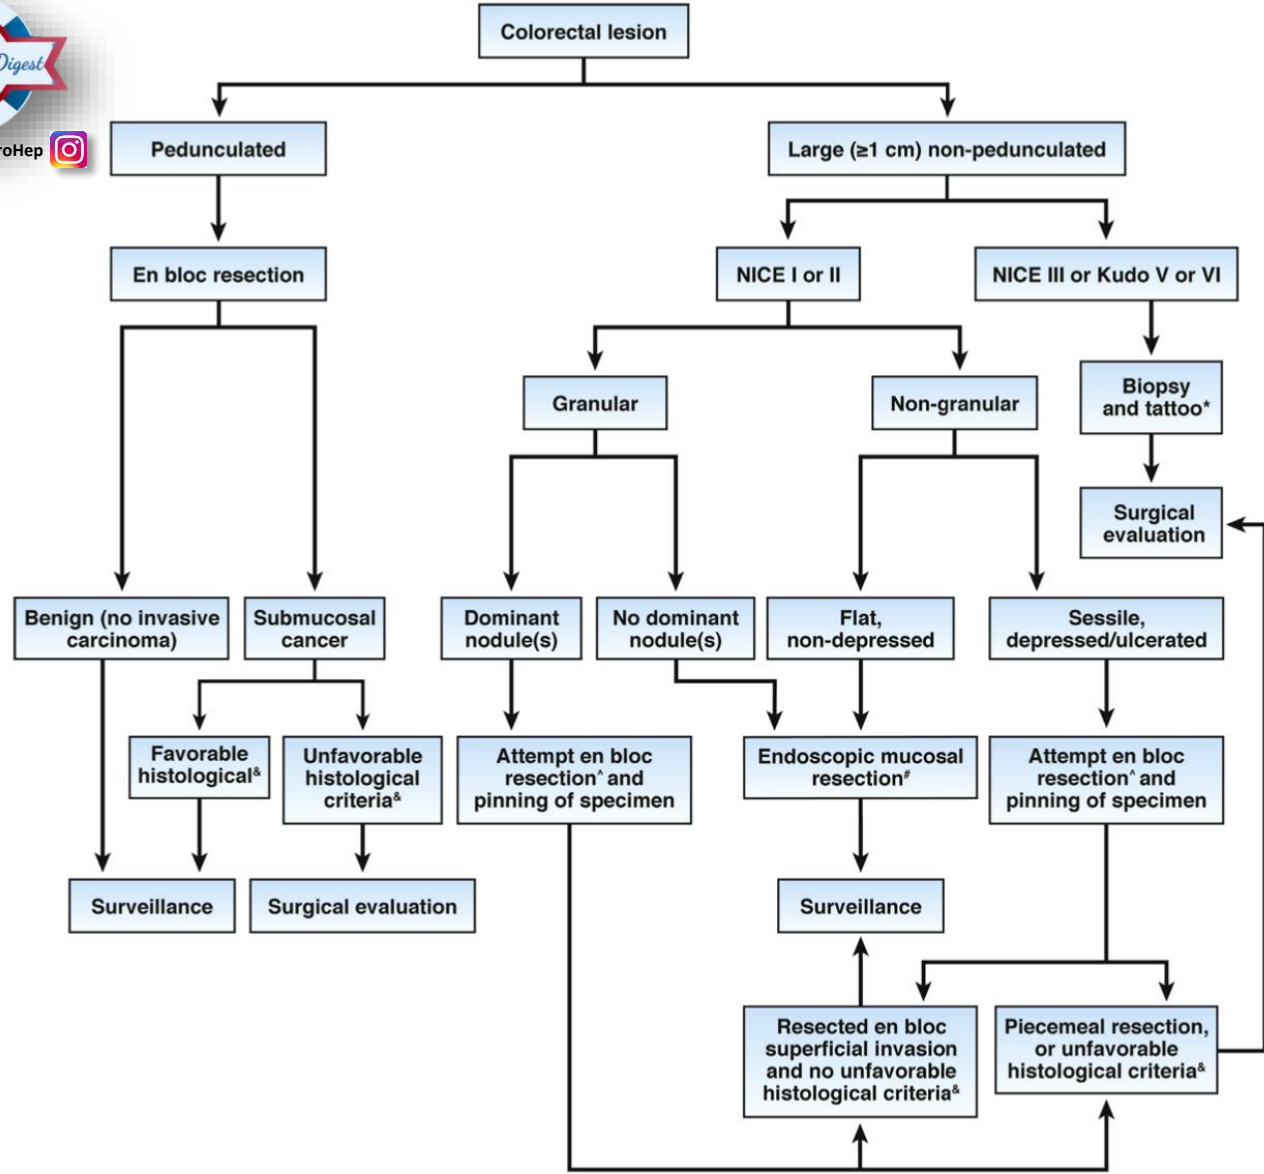 Colorectal lesion
Digest
roHep
Pedunculated
Large (≥1 cm) non-pedunculated
En bloc resection
NICE I or II
NICE III or Kudo V or VI
Granular
Non-granular
Biopsy
and tattoo*
Surgical
evaluation
Benign (no invasive
carcinoma)
Submucosal
cancer
Dominant
nodule(s)
No dominant
nodule(s)
Flat,
non-depressed
Sessile,
depressed/ulcerated
Favorable
histological&
Unfavorable
histological
criteria&
Attempt en bloc
resection^ and
pinning of specimen
Endoscopic mucosal
resection#
Attempt en bloc
resection^ and
pinning of specimen
Surveillance
Surgical evaluation
Surveillance
Resected en bloc
superficial invasion
and no unfavorable
histological criteria&
Piecemeal resection,
or unfavorable
histological criteria&